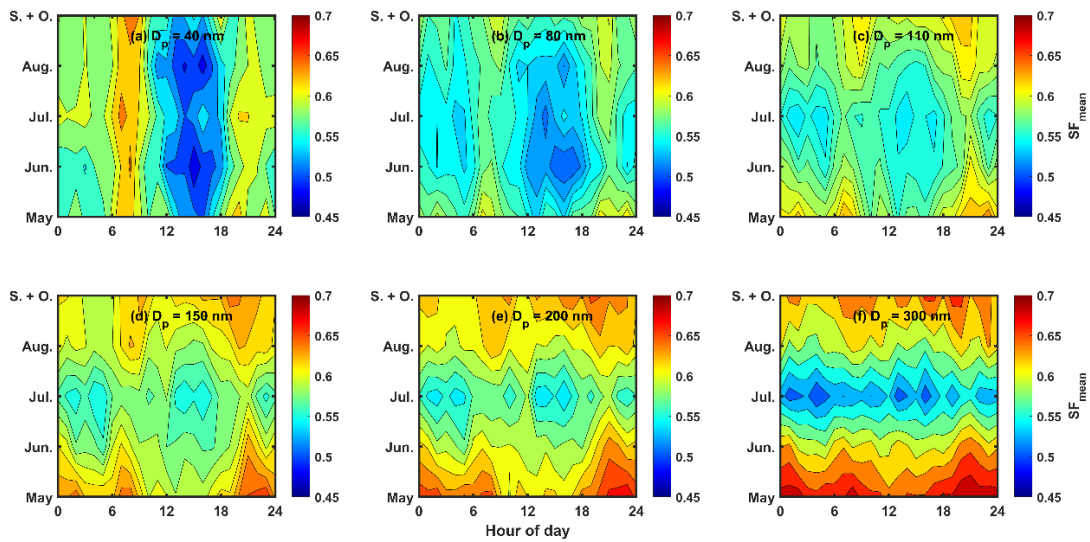 S. + O.
Aug.
Jul.
Jun.
May
0 6 12 18 24
(a) Dp = 40 nm
0.7
0.65
0.6
0.55
0.5
0.45
S. + O.
Aug.
Jul.
Jun.
May
0 6 12 18 24
(b) Dp = 80 nm
0.7
0.65
0.6
0.55
0.5
0.45
S. + O.
Aug.
Jul.
Jun.
May
0 6 12 18 24
(c) Dp = 110 nm
0.7
0.65
0.6
0.55
0.5
0.45
SFmean
S. + O.
Aug.
Jul.
Jun.
May
0 6 12 18 24
(d) Dp = 150 nm
0.7
0.65
0.6
0.55
0.5
0.45
S. + O.
Aug.
Jul.
Jun.
May
0 6 12 18 24
Hour of day
(e) Dp = 200 nm
0.7
0.65
0.6
0.55
0.5
0.45
S. + O.
Aug.
Jul.
Jun.
May
0 6 12 18 24
(f) Dp = 300 nm
0.7
0.65
0.6
0.55
0.5
0.45
SFmean